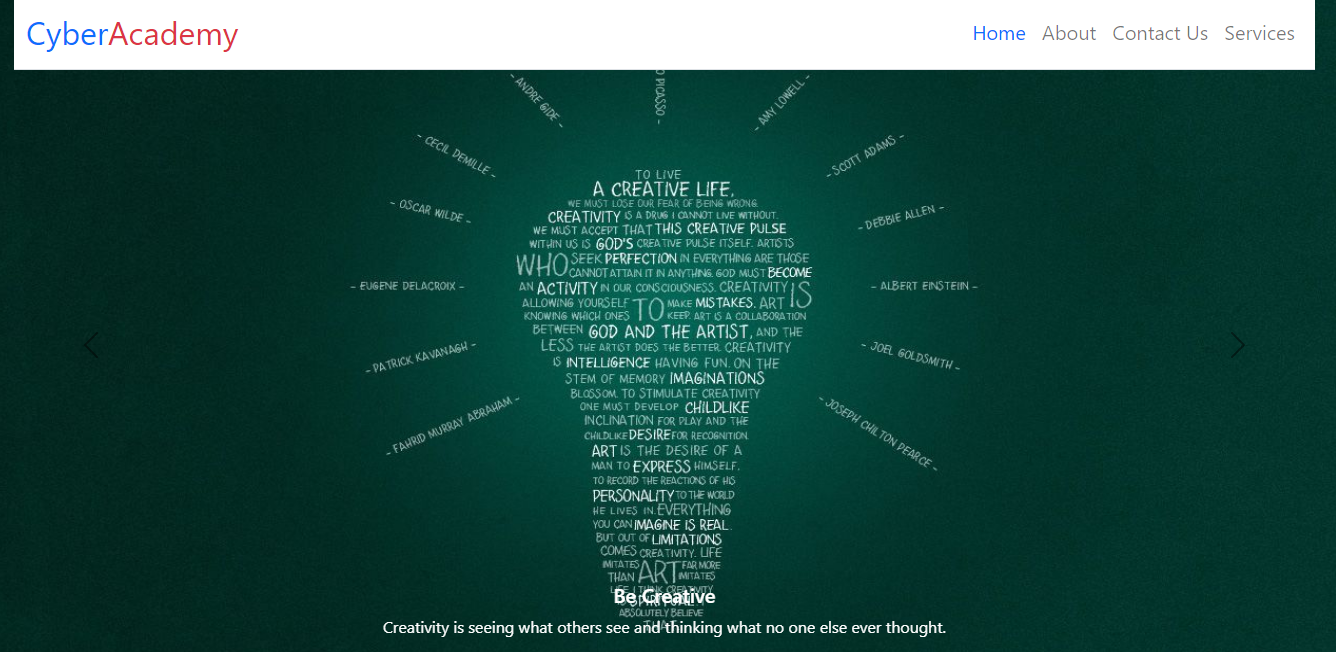 CyberAcademy
Home About Contact Us Services
- ANDRE GIDE -
O PICASSO -
- AMY LOWELL -
- CECIL DEMILLE -
- SCOTT ADAMS -
- OSCAR WILDE -
- DEBBIE ALLEN -
- EUGENE DELACROIX -
- ALBERT EINSTEIN -
- PATRICK KAVANAGH -
- JOEL GOLDSMITH -
- FAHRID MURRAY ABRAHAM -
- JOSEPH CHILTON PEARCE -
TO LIVE
A CREATIVE LIFE,
WE MUST LOSE OUR FEAR OF BEING WRONG.
CREATIVITY IS A DRUG I CANNOT LIVE WITHOUT.
WE MUST ACCEPT THAT THIS CREATIVE PULSE
WITHIN US IS GOD'S CREATIVE PULSE ITSELF. ARTISTS
WHO SEEK PERFECTION IN EVERYTHING ARE THOSE
CANNOT ATTAIN IT IN ANYTHING. GOD MUST BECOME
AN ACTIVITY IN OUR CONSCIOUSNESS. CREATIVITY IS
ALLOWING YOURSELF TO MAKE MISTAKES. ART
KNOWING WHICH ONES KEEP. ART IS A COLLABORATION
BETWEEN GOD AND THE ARTIST, AND THE
LESS THE ARTIST DOES THE BETTER. CREATIVITY
IS INTELLIGENCE HAVING FUN. ON THE
STEM OF MEMORY IMAGINATIONS
BLOSSOM. TO STIMULATE CREATIVITY
ONE MUST DEVELOP CHILDLIKE
INCLINATION FOR PLAY AND THE
CHILDLIKE DESIRE FOR RECOGNITION.
ART IS THE DESIRE OF A
MAN TO EXPRESS HIMSELF,
TO RECORD THE REACTIONS OF HIS
PERSONALITY TO THE WORLD
HE LIVES IN. EVERYTHING
YOU CAN IMAGINE IS REAL.
BUT OUT OF LIMITATIONS
COMES CREATIVITY. LIFE
IMITATES ART FAR MORE
THAN IMITATES
LIFE. I THINK CREATIVITY
Be Creative
IS SPIRITUAL. I
ABSOLUTELY BELIEVE
Creativity is seeing what others see and thinking what no one else ever thought.
THAT.